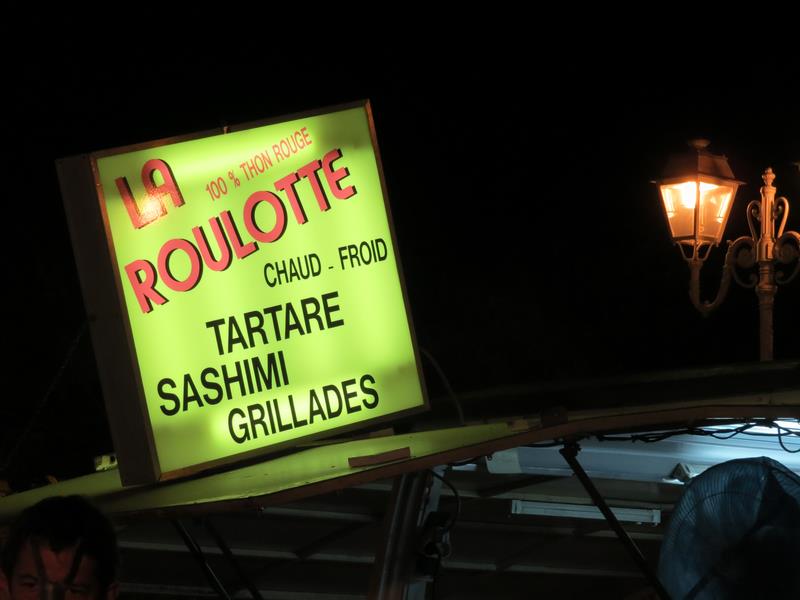 LA
100 % THON ROUGE
ROULOTTE
CHAUD - FROID
TARTARE
SASHIMI
GRILLADES